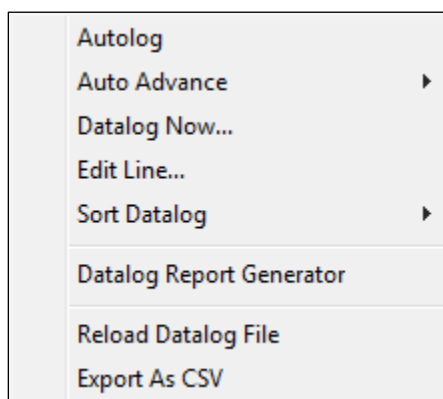 Autolog
Auto Advance
Datalog Now...
Edit Line...
Sort Datalog
Datalog Report Generator
Reload Datalog File
Export As CSV